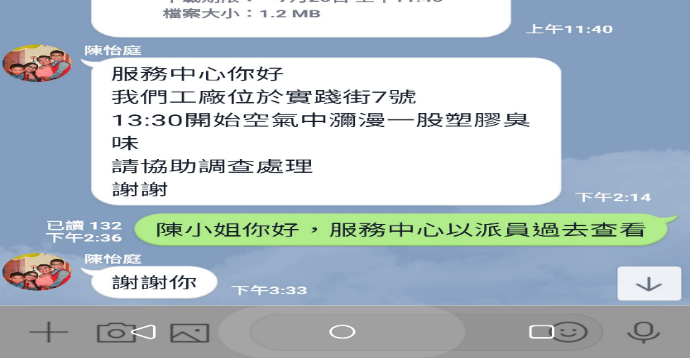 檔案大小：1.2 MB
上午11:40
陳怡庭
服務中心你好
我們工廠位於實踐街7號
13:30開始空氣中瀰漫一股塑膠臭
味
請協助調查處理
謝謝
下午2:14
已讀 132
下午2:36
陳小姐你好，服務中心以派員過去查看
陳怡庭
謝謝你
下午3:33